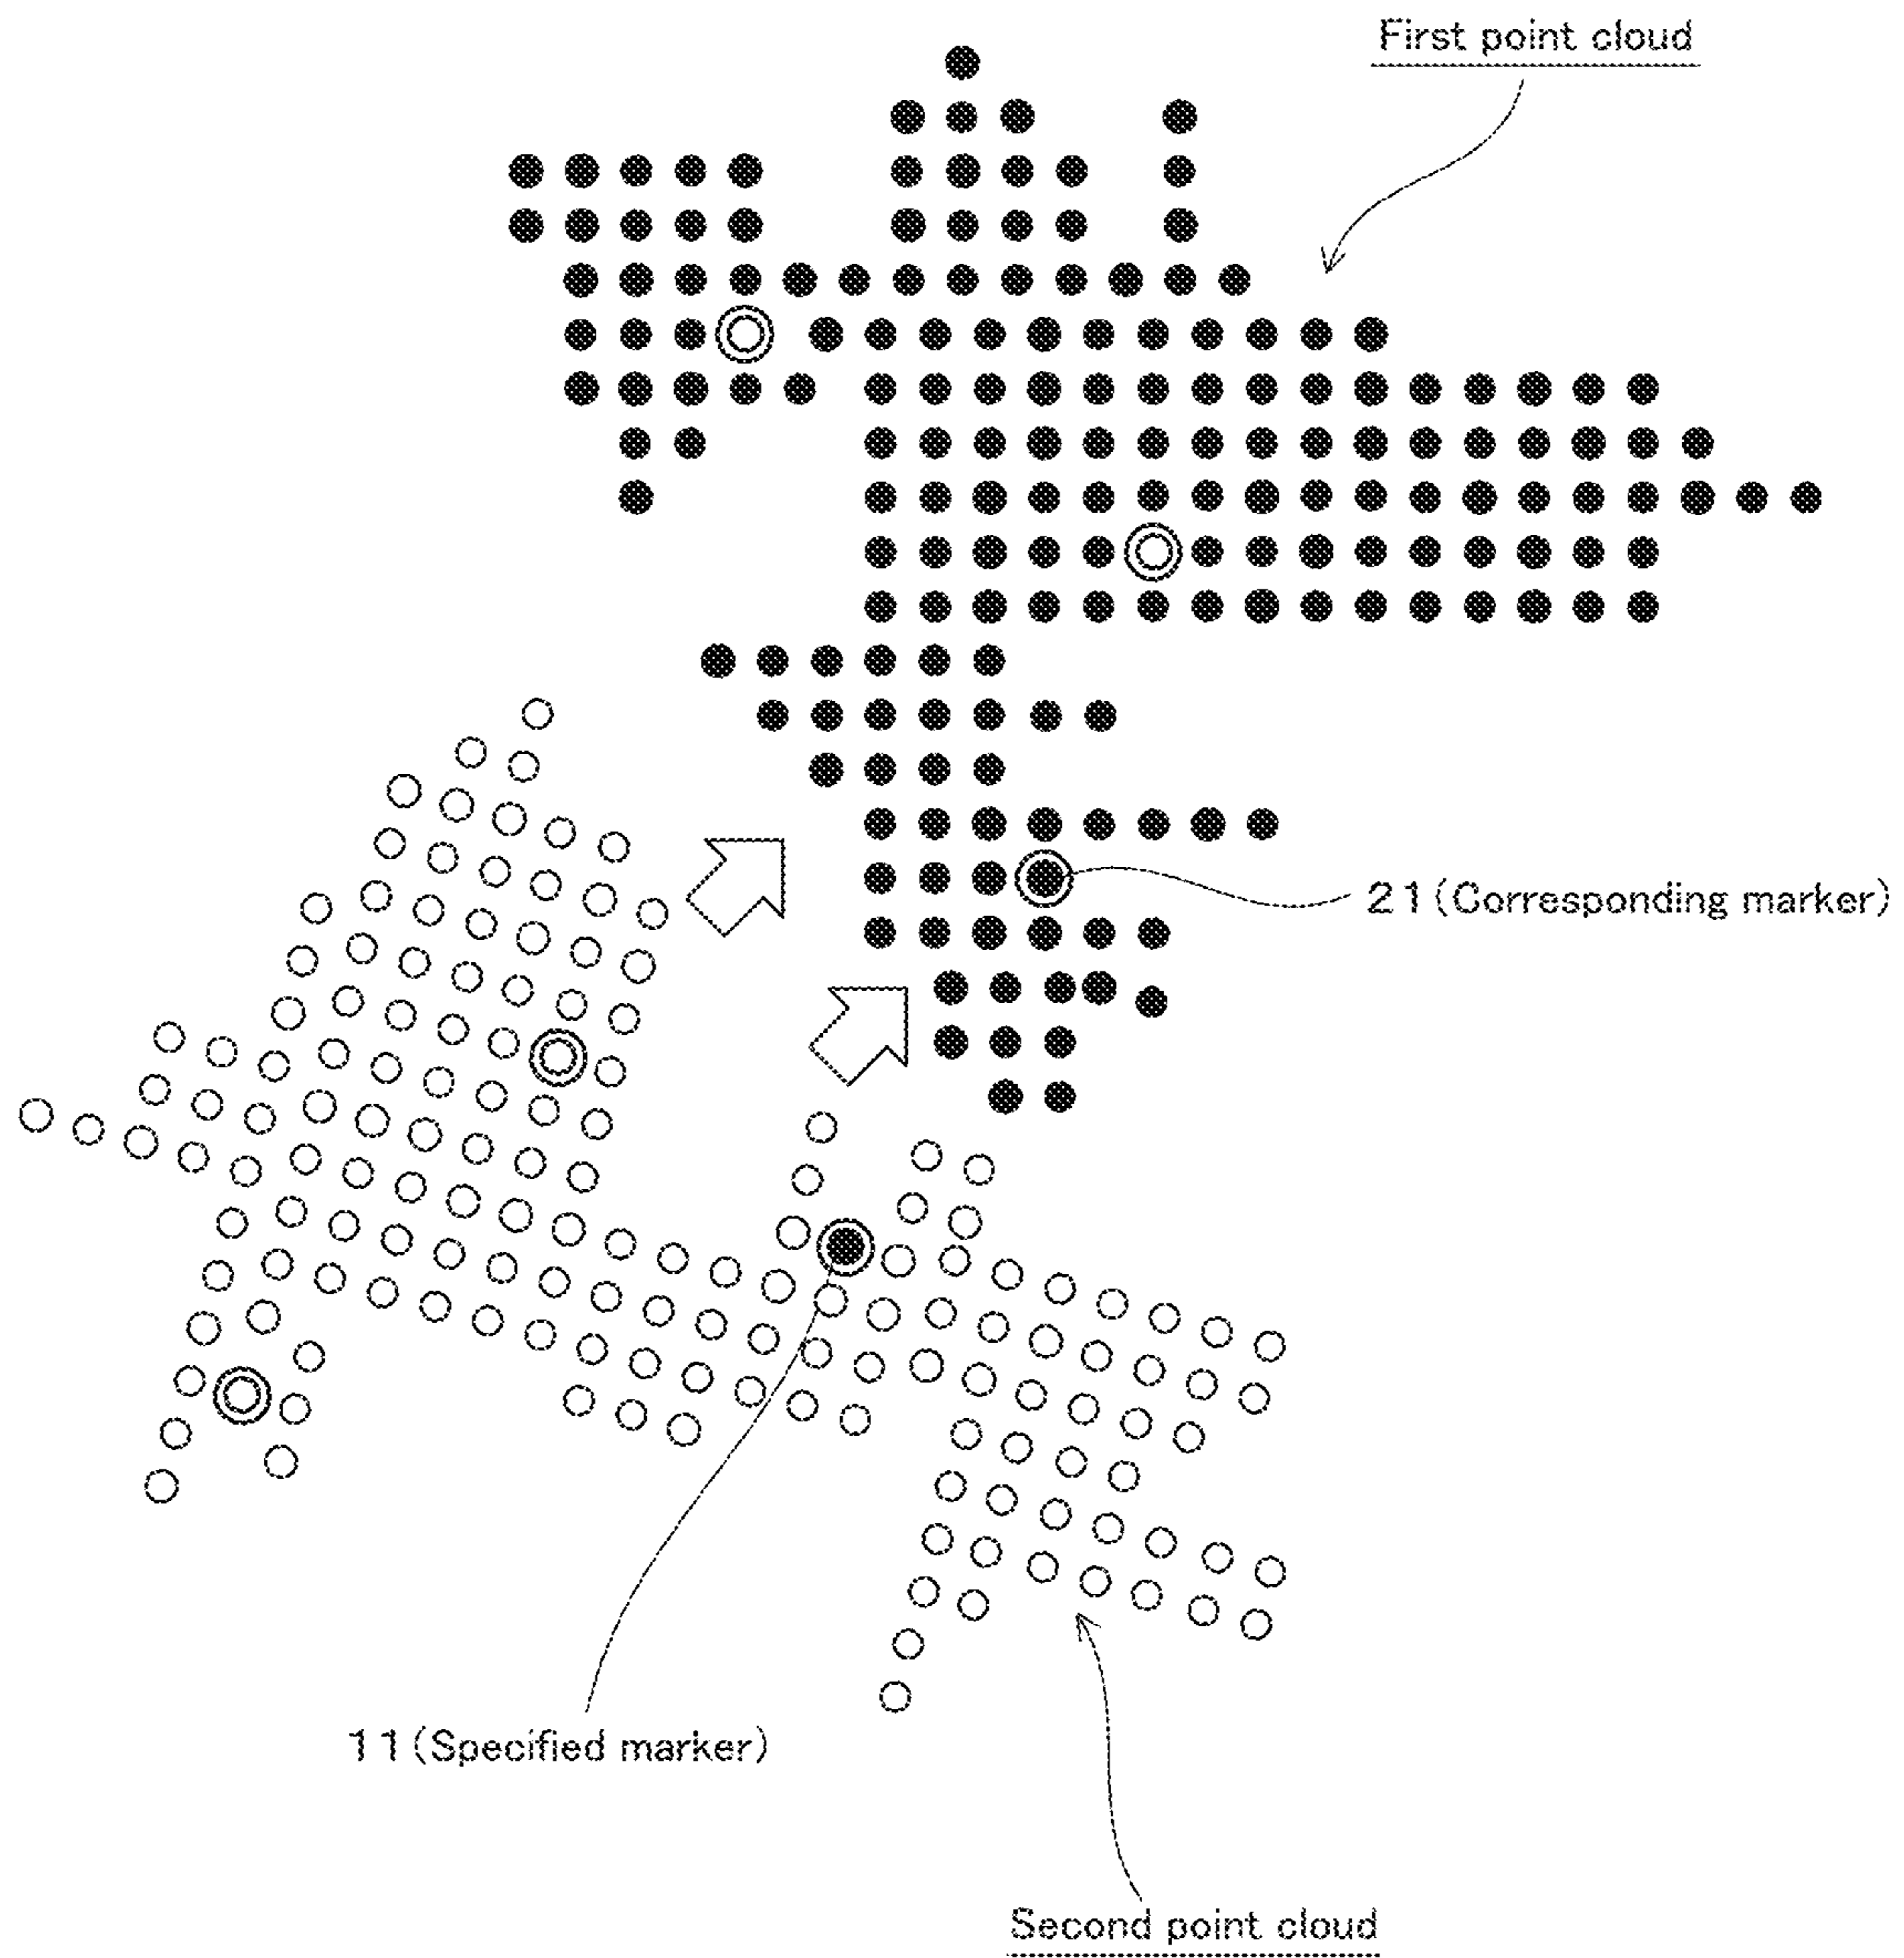 First point cloud
21(Corresponding marker)
11(Specified marker)
Second point cloud